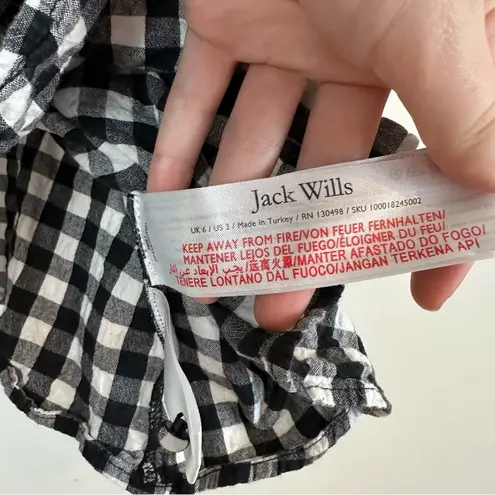 Jack Wills
UK 6 / US 2 / Made in Turkey / RN 130498 / SKU 100018245002
KEEP AWAY FROM FIRE/VON FEUER FERNHALTEN/
MANTENER LEJOS DEL FUEGO/ÉLOIGNER DU FEU/
يجب الإبعاد عن النار/远离火源/MANTER AFASTADO DO FOGO/
TENERE LONTANO DAL FUOCO/JANGAN TERKENA API